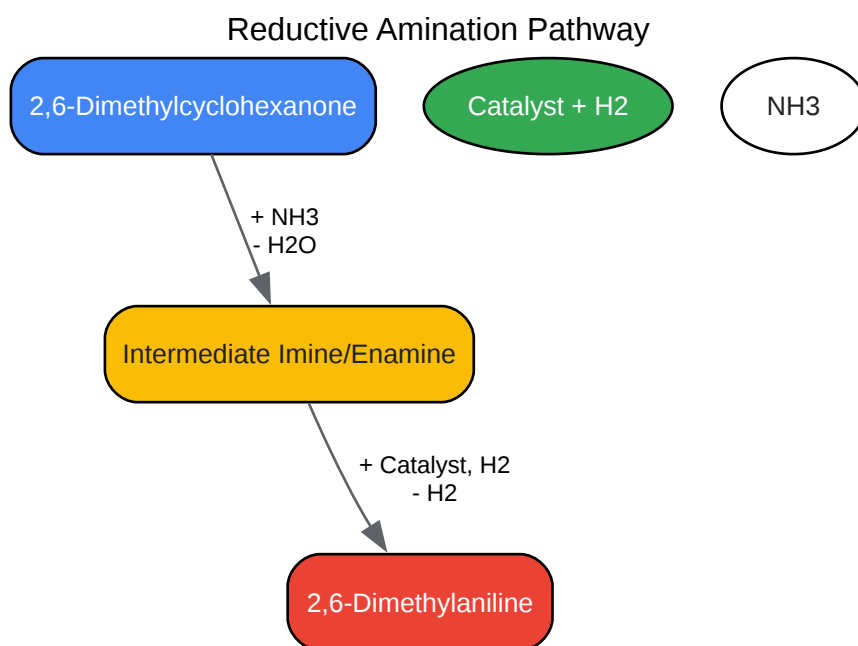 Reductive Amination Pathway
2,6-Dimethylcyclohexanone
Catalyst + H2
NH3
+ NH3
- H2O
Intermediate Imine/Enamine
+ Catalyst, H2
- H2
2,6-Dimethylaniline